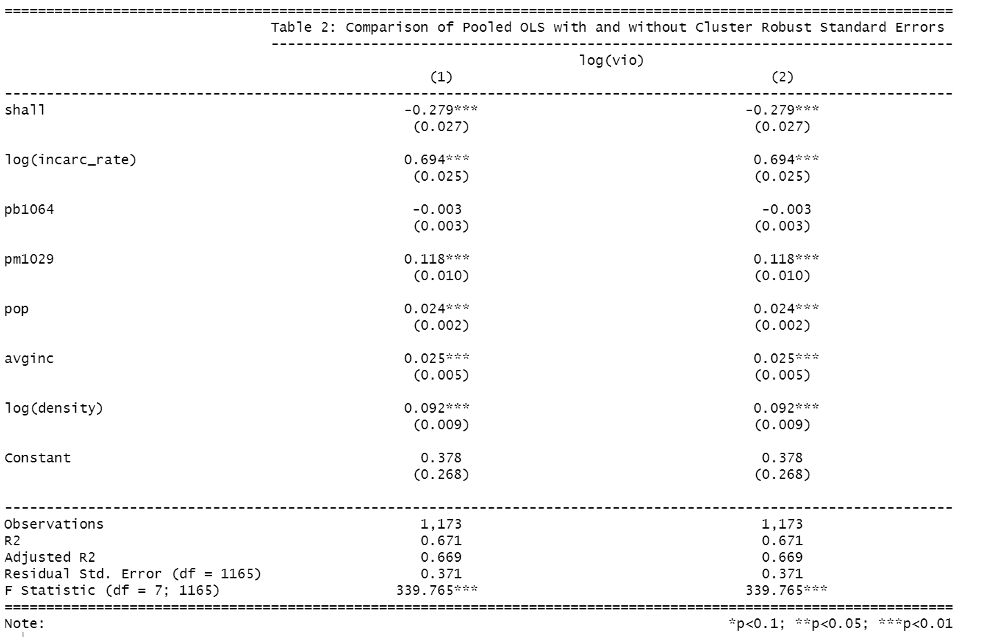 Table 2: Comparison of Pooled OLS with and without Cluster Robust Standard Errors
log(vio)
(1) (2)
shall -0.279*** -0.279***
(0.027) (0.027)
log(incarc_rate) 0.694*** 0.694***
(0.025) (0.025)
pb1064 -0.003 -0.003
(0.003) (0.003)
pm1029 0.118*** 0.118***
(0.010) (0.010)
pop 0.024*** 0.024***
(0.002) (0.002)
avginc 0.025*** 0.025***
(0.005) (0.005)
log(density) 0.092*** 0.092***
(0.009) (0.009)
Constant 0.378 0.378
(0.268) (0.268)
Observations 1,173 1,173
R2 0.671 0.671
Adjusted R2 0.669 0.669
Residual Std. Error (df = 1165) 0.371 0.371
F Statistic (df = 7; 1165) 339.765*** 339.765***
Note: *p<0.1; **p<0.05; ***p<0.01